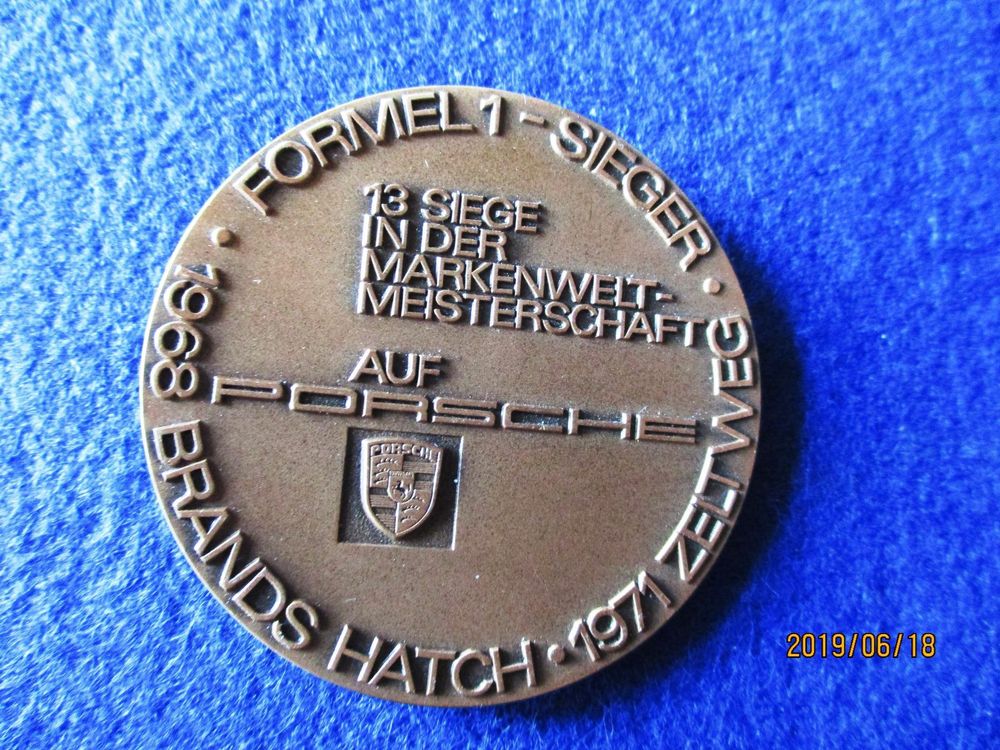 · FORMEL 1 - SIEGER ·
1968 BRANDS HATCH · 1971 ZELTWEG
13 SIEGE
IN DER
MARKENWELT-
MEISTERSCHAFT
AUF
PORSCHE
PORSCHE
2019/06/18